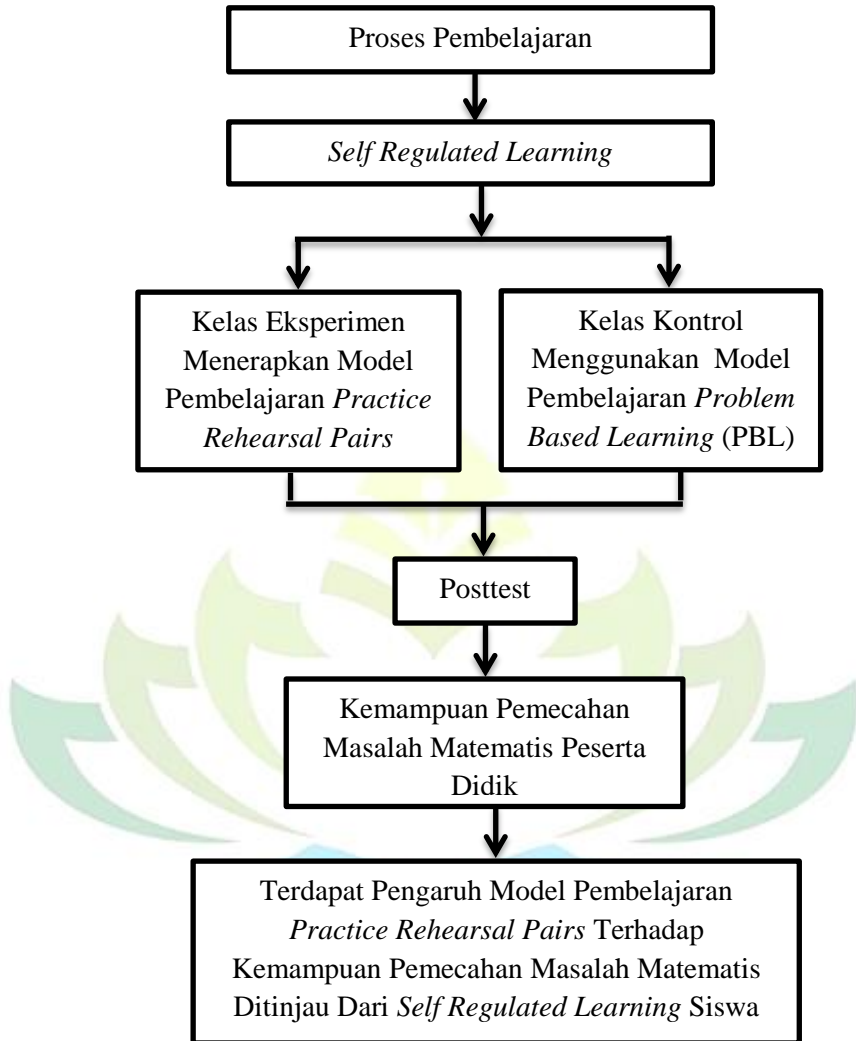 Proses Pembelajaran
Self Regulated Learning
Kelas Eksperimen
Menerapkan Model
Pembelajaran Practice
Rehearsal Pairs
Kelas Kontrol
Menggunakan Model
Pembelajaran Problem
Based Learning (PBL)
Posttest
Kemampuan Pemecahan
Masalah Matematis Peserta
Didik
Terdapat Pengaruh Model Pembelajaran
Practice Rehearsal Pairs Terhadap
Kemampuan Pemecahan Masalah Matematis
Ditinjau Dari Self Regulated Learning Siswa